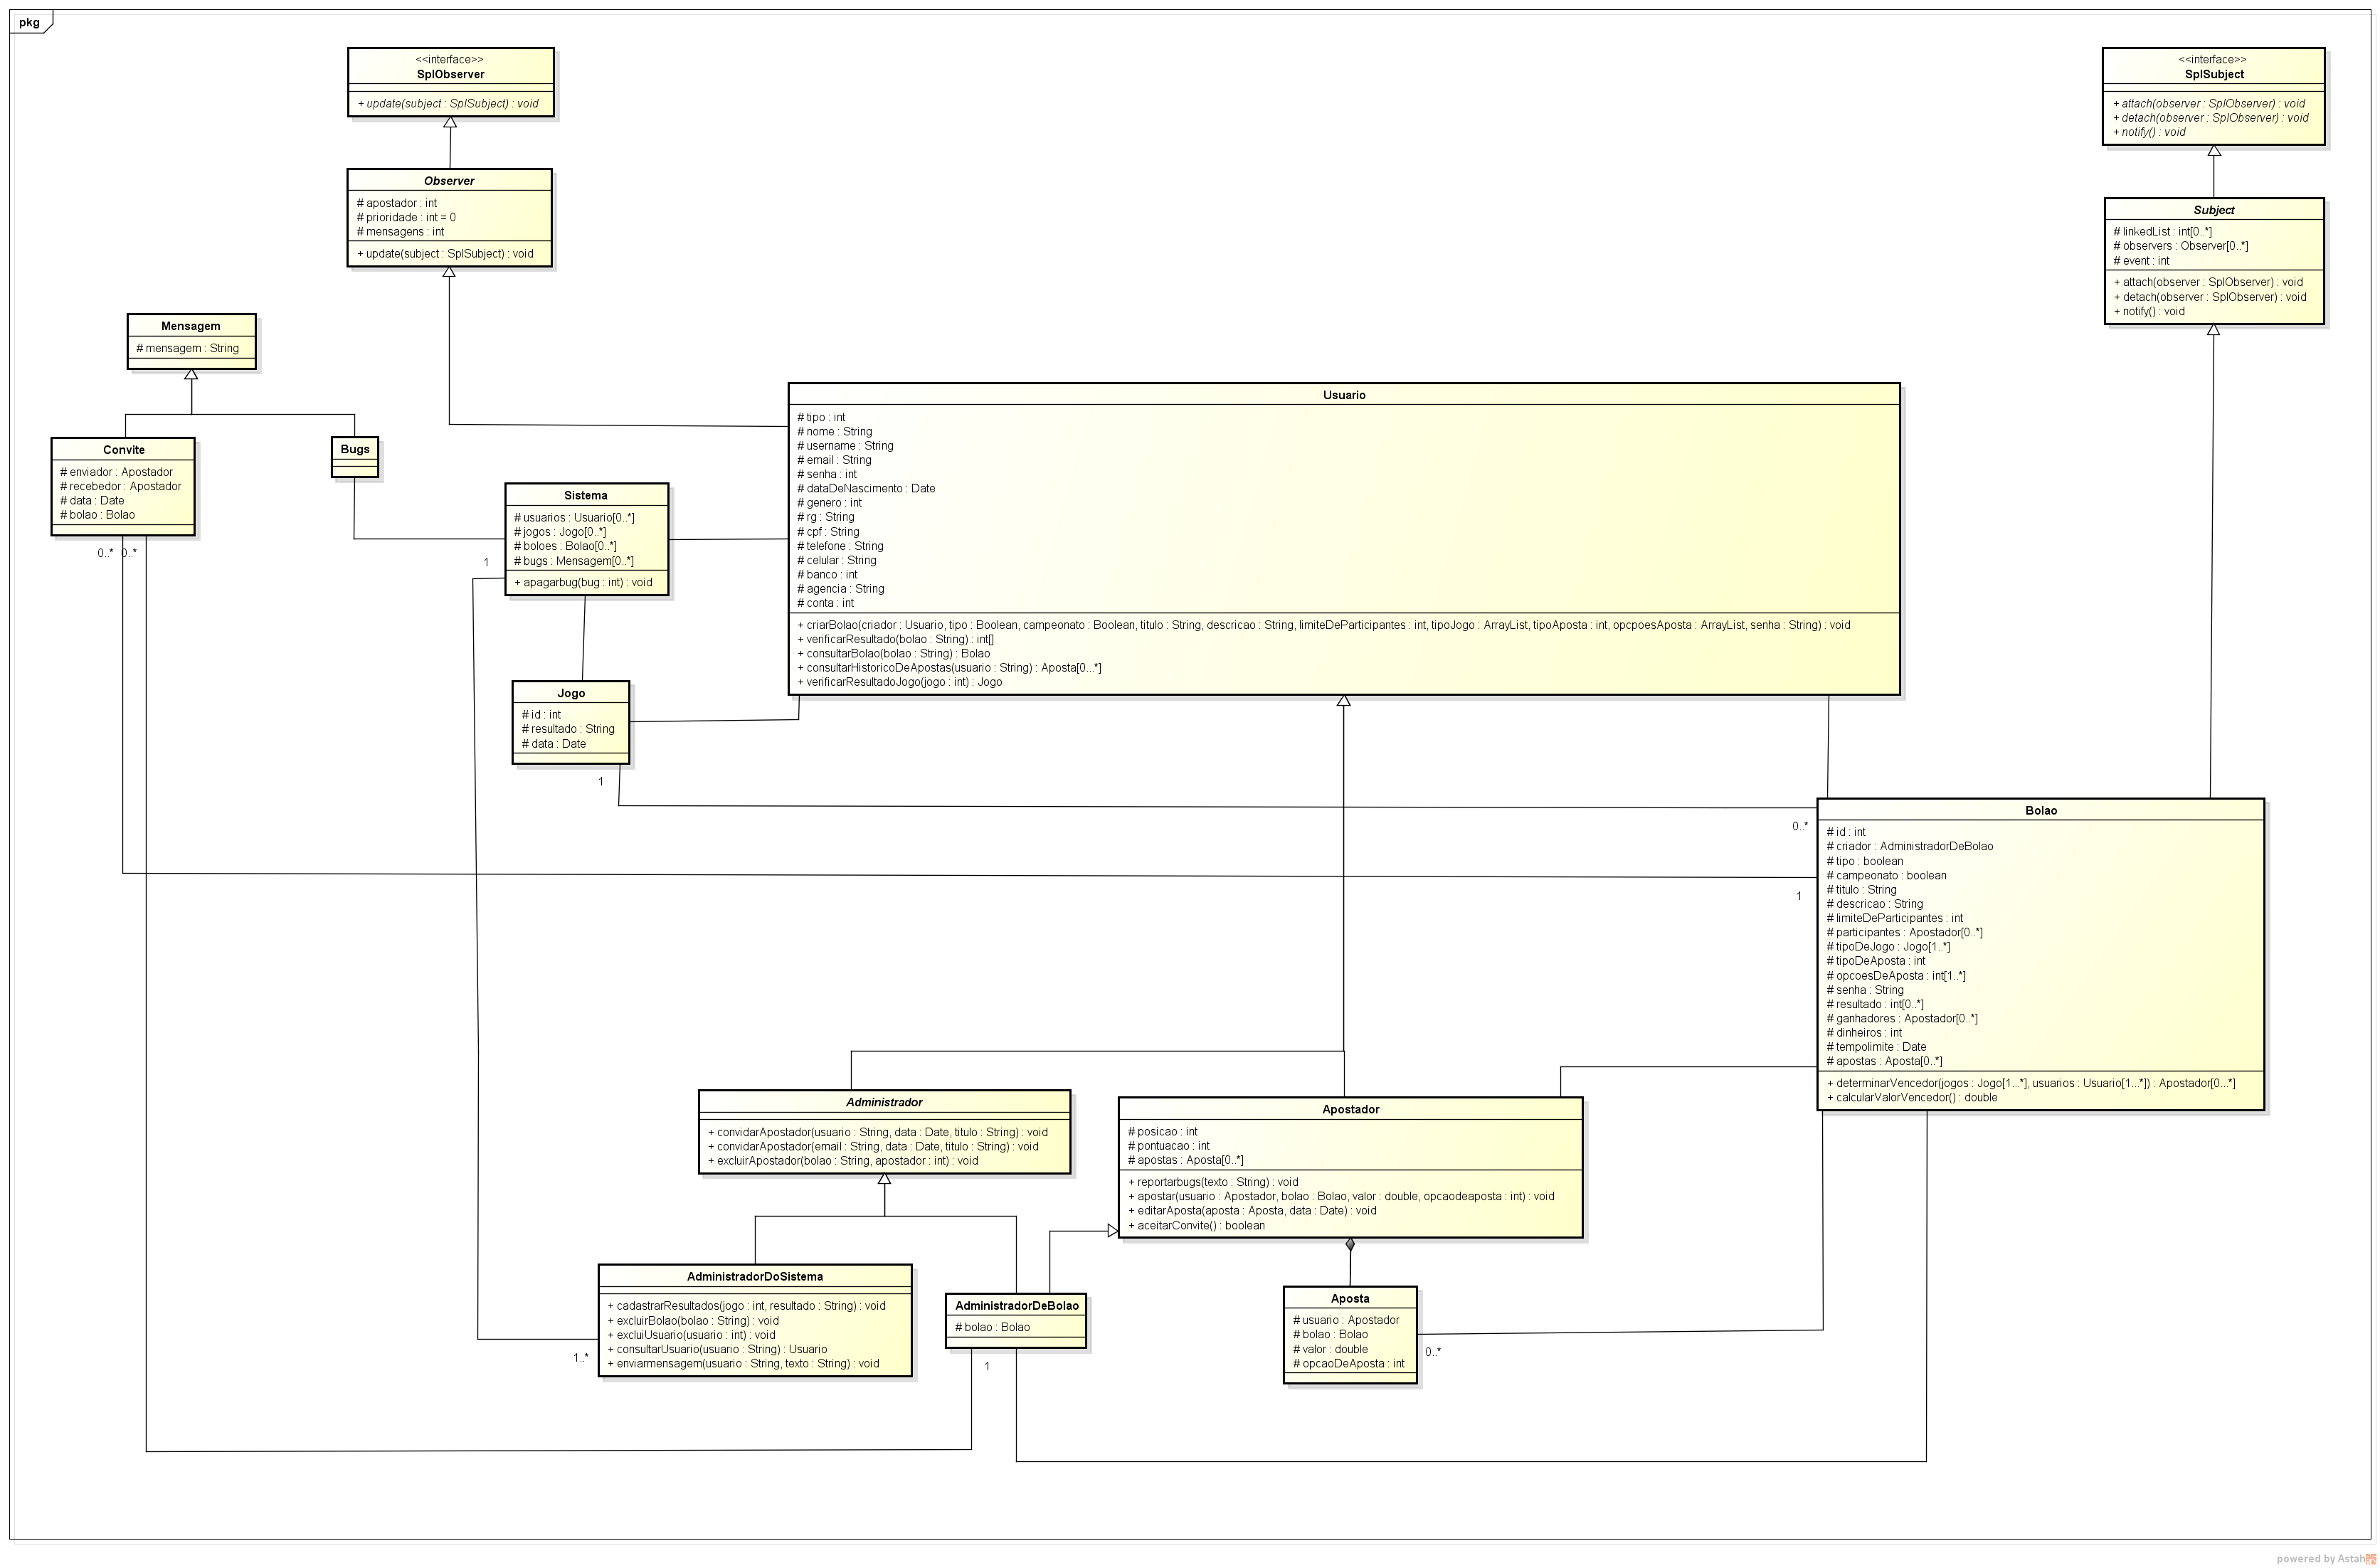 pkg
<<interface>>
SplObserver
+ update(subject : SplSubject) : void
<<interface>>
SplSubject
+ attach(observer : SplObserver) : void
+ detach(observer : SplObserver) : void
+ notify() : void
Observer
# apostador : int
# prioridade : int = 0
# mensagens : int
+ update(subject : SplSubject) : void
Subject
# linkedList : int[0..*]
# observers : Observer[0..*]
# event : int
+ attach(observer : SplObserver) : void
+ detach(observer : SplObserver) : void
+ notify() : void
Mensagem
# mensagem : String
Convite
# enviador : Apostador
# recebedor : Apostador
# data : Date
# bolao : Bolao
0..*
0..*
Bugs
Sistema
# usuarios : Usuario[0..*]
# jogos : Jogo[0..*]
# boloes : Bolao[0..*]
# bugs : Mensagem[0..*]
+ apagarbug(bug : int) : void
1
Usuario
# tipo : int
# nome : String
# username : String
# email : String
# senha : int
# dataDeNascimento : Date
# genero : int
# rg : String
# cpf : String
# telefone : String
# celular : String
# banco : int
# agencia : String
# conta : int
+ criarBolao(criador : Usuario, tipo : Boolean, campeonato : Boolean, titulo : String, descricao : String, limiteDeParticipantes : int, tipoJogo : ArrayList, tipoAposta : int, opcpoesAposta : ArrayList, senha : String) : void
+ verificarResultado(bolao : String) : int[]
+ consultarBolao(bolao : String) : Bolao
+ consultarHistoricoDeApostas(usuario : String) : Aposta[0...*]
+ verificarResultadoJogo(jogo : int) : Jogo
Jogo
# id : int
# resultado : String
# data : Date
1
0..*
1
Bolao
# id : int
# criador : AdministradorDeBolao
# tipo : boolean
# campeonato : boolean
# titulo : String
# descricao : String
# limiteDeParticipantes : int
# participantes : Apostador[0..*]
# tipoDeJogo : Jogo[1..*]
# tipoDeAposta : int
# opcoesDeAposta : int[1..*]
# senha : String
# resultado : int[0..*]
# ganhadores : Apostador[0..*]
# dinheiros : int
# tempolimite : Date
# apostas : Aposta[0..*]
+ determinarVencedor(jogos : Jogo[1...*], usuarios : Usuario[1...*]) : Apostador[0...*]
+ calcularValorVencedor() : double
Administrador
+ convidarApostador(usuario : String, data : Date, titulo : String) : void
+ convidarApostador(email : String, data : Date, titulo : String) : void
+ excluirApostador(bolao : String, apostador : int) : void
Apostador
# posicao : int
# pontuacao : int
# apostas : Aposta[0..*]
+ reportarbugs(texto : String) : void
+ apostar(usuario : Apostador, bolao : Bolao, valor : double, opcaodeaposta : int) : void
+ editarAposta(aposta : Aposta, data : Date) : void
+ aceitarConvite() : boolean
AdministradorDoSistema
+ cadastrarResultados(jogo : int, resultado : String) : void
+ excluirBolao(bolao : String) : void
+ excluiUsuario(usuario : int) : void
+ consultarUsuario(usuario : String) : Usuario
+ enviarmensagem(usuario : String, texto : String) : void
1..*
AdministradorDeBolao
# bolao : Bolao
1
Aposta
# usuario : Apostador
# bolao : Bolao
# valor : double
# opcaoDeAposta : int
0..*
powered by Astah